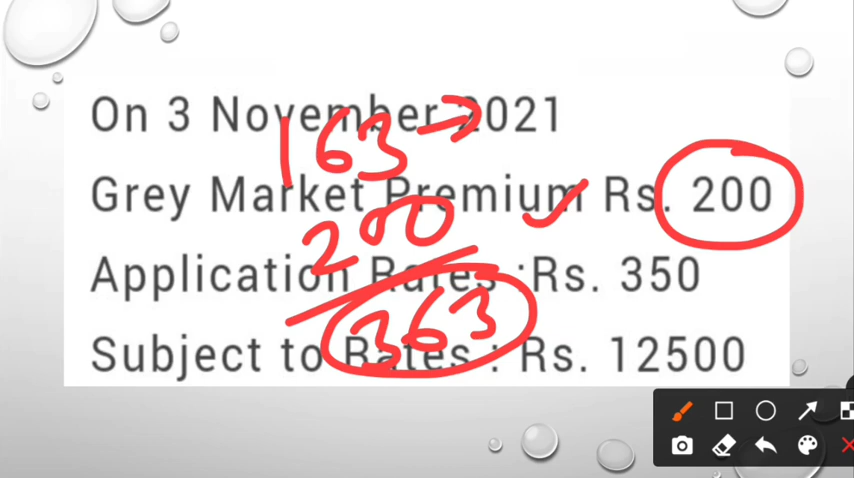 On 3 November 2021
163 →
Grey Market Premium Rs. 200
200
Application Rates :Rs. 350
363
Subject to Rates : Rs. 12500